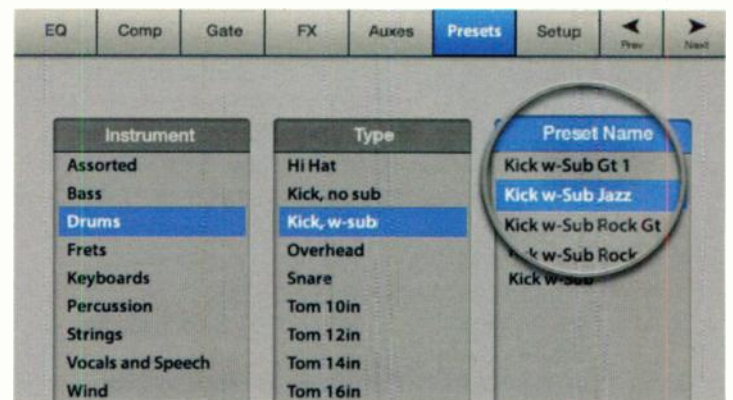 EQ Comp Gate FX Auxes Presets Setup Prev Next
Instrument
Assorted
Bass
Drums
Frets
Keyboards
Percussion
Strings
Vocals and Speech
Wind
Type
Hi Hat
Kick, no sub
Kick, w-sub
Overhead
Snare
Tom 10in
Tom 12in
Tom 14in
Tom 16in
Preset Name
Kick w-Sub Gt 1
Kick w-Sub Jazz
Kick w-Sub Rock Gt
Kick w-Sub Rock
Kick w-Sub